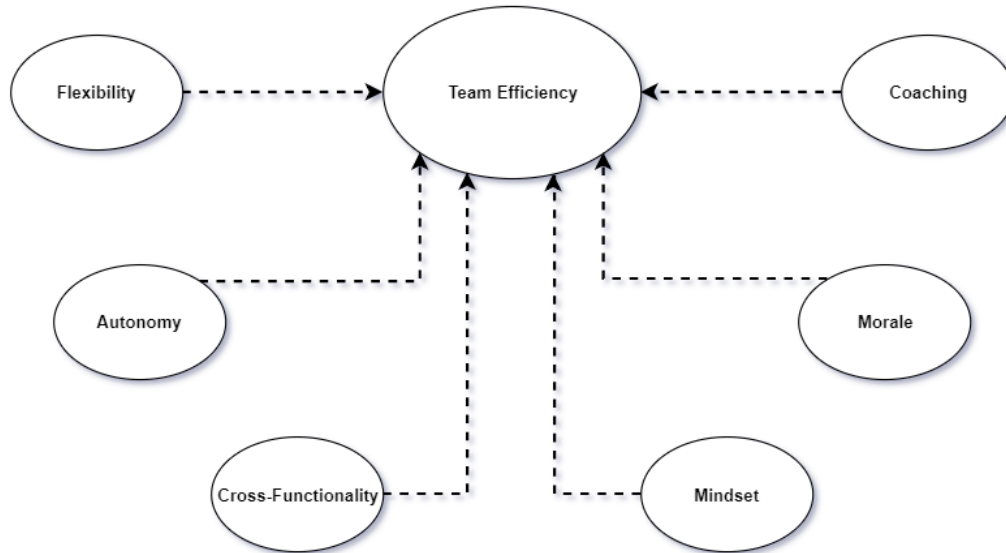 Flexibility
Team Efficiency
Coaching
Autonomy
Morale
Cross-Functionality
Mindset